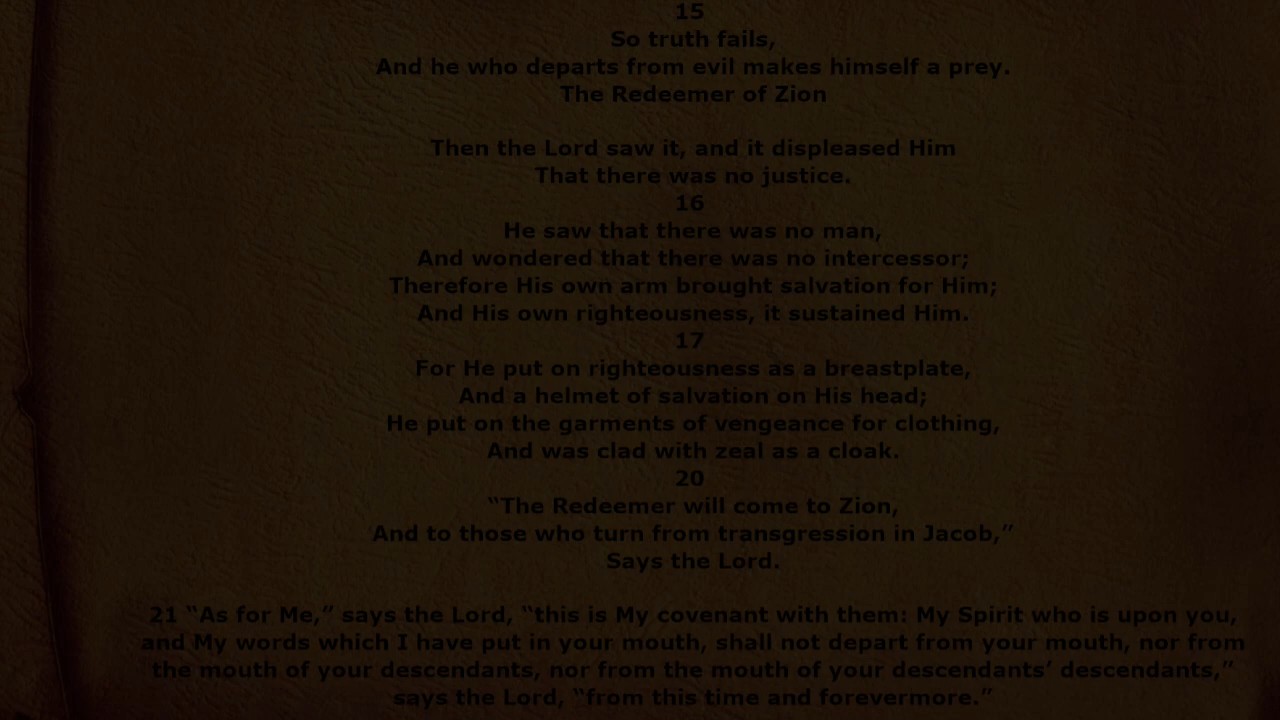 15
So truth fails,
And he who departs from evil makes himself a prey.
The Redeemer of Zion
Then the Lord saw it, and it displeased Him
That there was no justice.
16
He saw that there was no man,
And wondered that there was no intercessor;
Therefore His own arm brought salvation for Him;
And His own righteousness, it sustained Him.
17
For He put on righteousness as a breastplate,
And a helmet of salvation on His head;
He put on the garments of vengeance for clothing,
And was clad with zeal as a cloak.
20
“The Redeemer will come to Zion,
And to those who turn from transgression in Jacob,”
Says the Lord.
21 “As for Me,” says the Lord, “this is My covenant with them: My Spirit who is upon you,
and My words which I have put in your mouth, shall not depart from your mouth, nor from
the mouth of your descendants, nor from the mouth of your descendants’ descendants,”
says the Lord, “from this time and forevermore.”